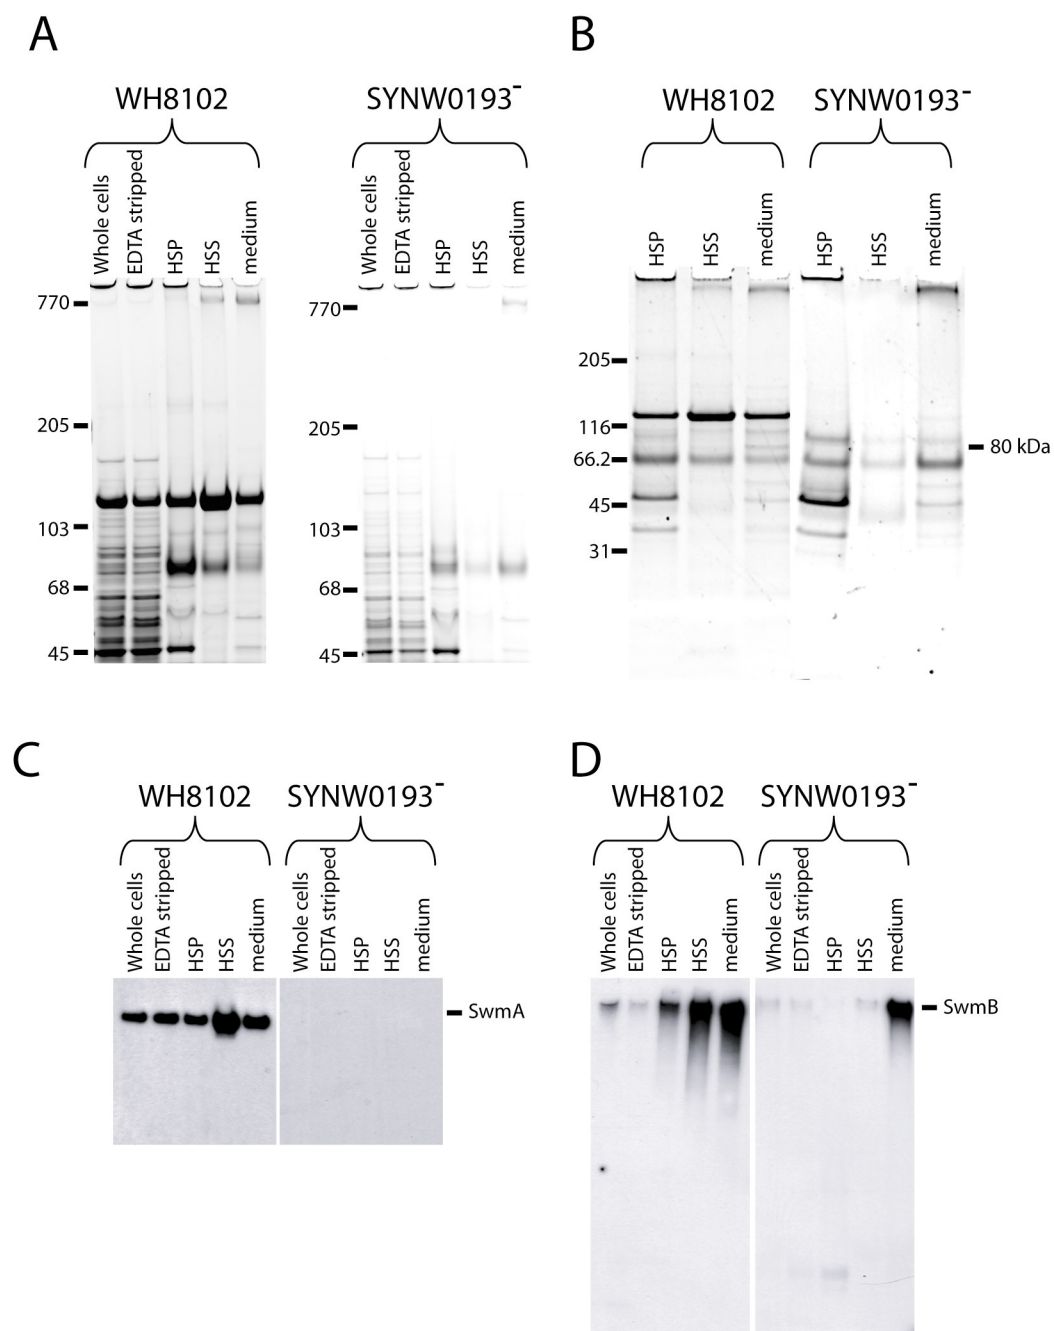 A
WH8102 SYNW0193⁻
Whole cells EDTA stripped HSP HSS medium Whole cells EDTA stripped HSP HSS medium
770
205
103
68
45
770
205
103
68
45
B
WH8102 SYNW0193⁻
HSP HSS medium HSP HSS medium
205
116
66.2
45
31
80 kDa
C
WH8102 SYNW0193⁻
Whole cells EDTA stripped HSP HSS medium Whole cells EDTA stripped HSP HSS medium
SwmA
D
WH8102 SYNW0193⁻
Whole cells EDTA stripped HSP HSS medium Whole cells EDTA stripped HSP HSS medium
SwmB